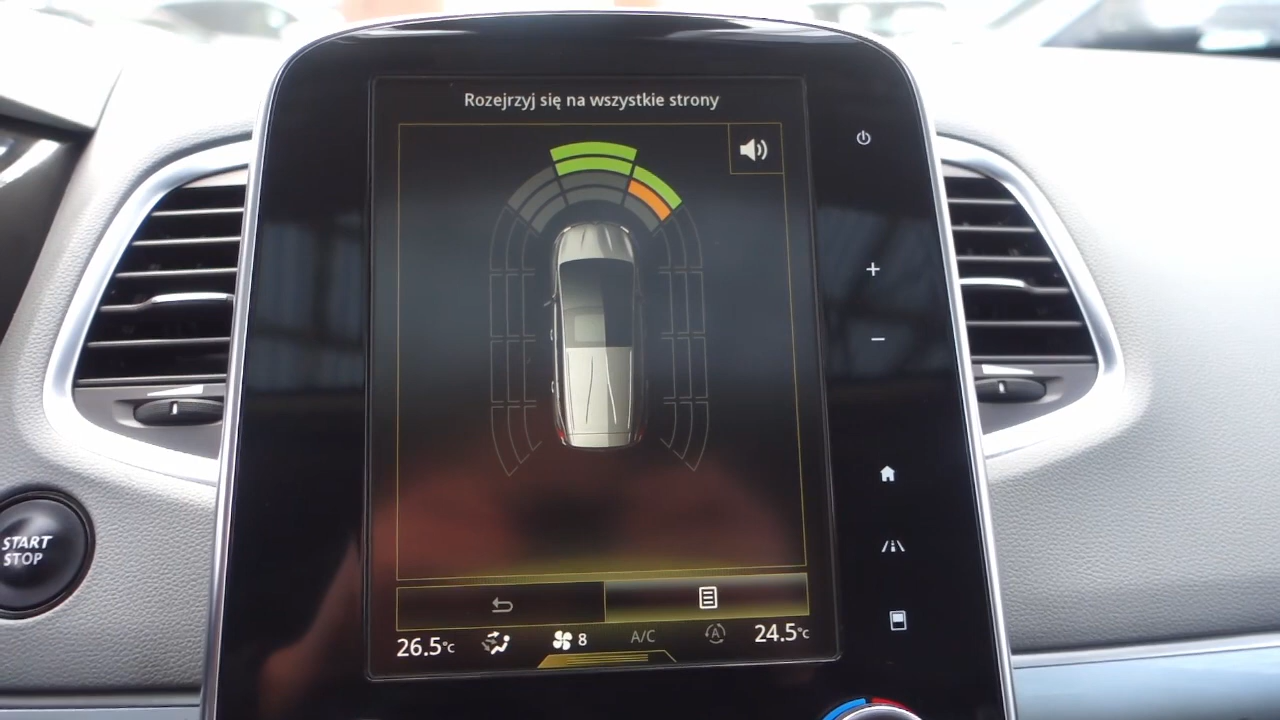 Rozejrzyj się na wszystkie strony
START
STOP
26.5°C
8
A/C
A
24.5°C